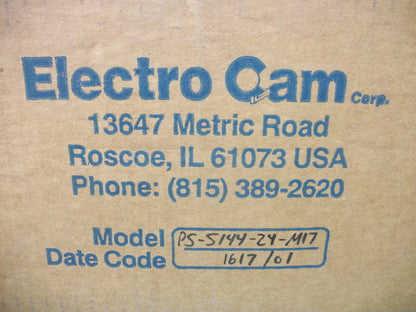 Electro Cam Corp.
13647 Metric Road
Roscoe, IL 61073 USA
Phone: (815) 389-2620
Model PS-5144-24-M17
Date Code 1617/01